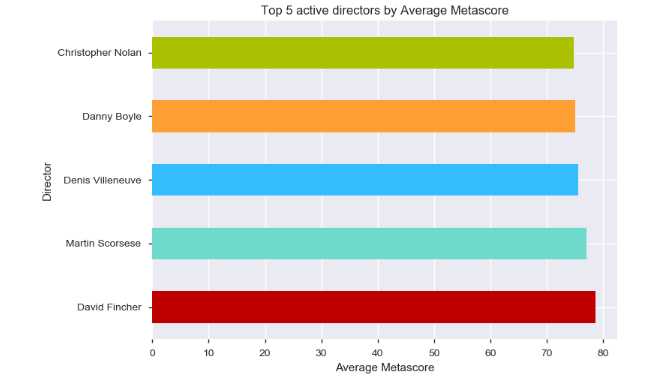 Top 5 active directors by Average Metascore
Christopher Nolan
Danny Boyle
Denis Villeneuve
Martin Scorsese
David Fincher
Director
0 10 20 30 40 50 60 70 80
Average Metascore